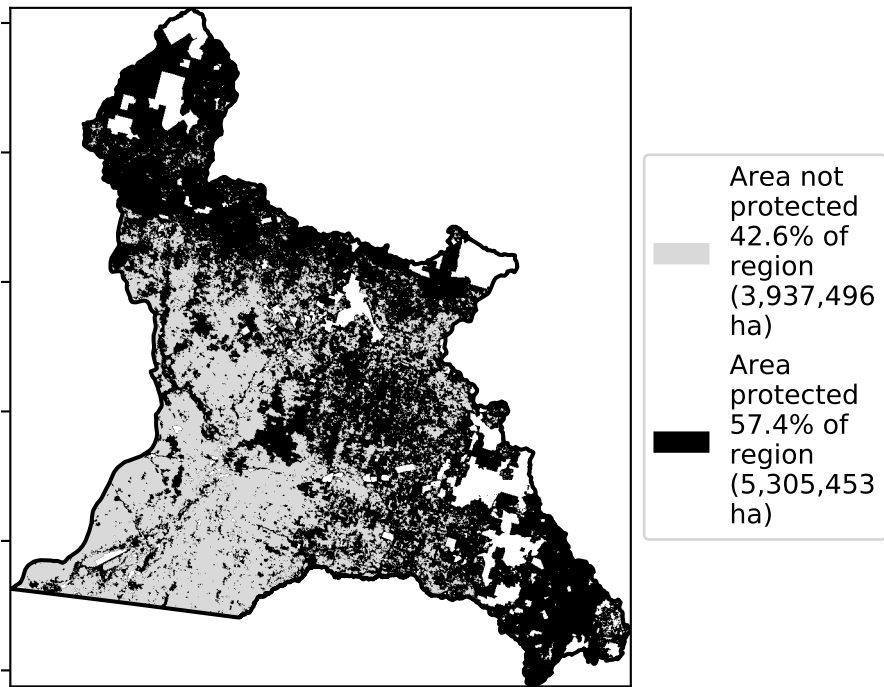 Area not
protected
42.6% of
region
(3,937,496
ha)
Area
protected
57.4% of
region
(5,305,453
ha)